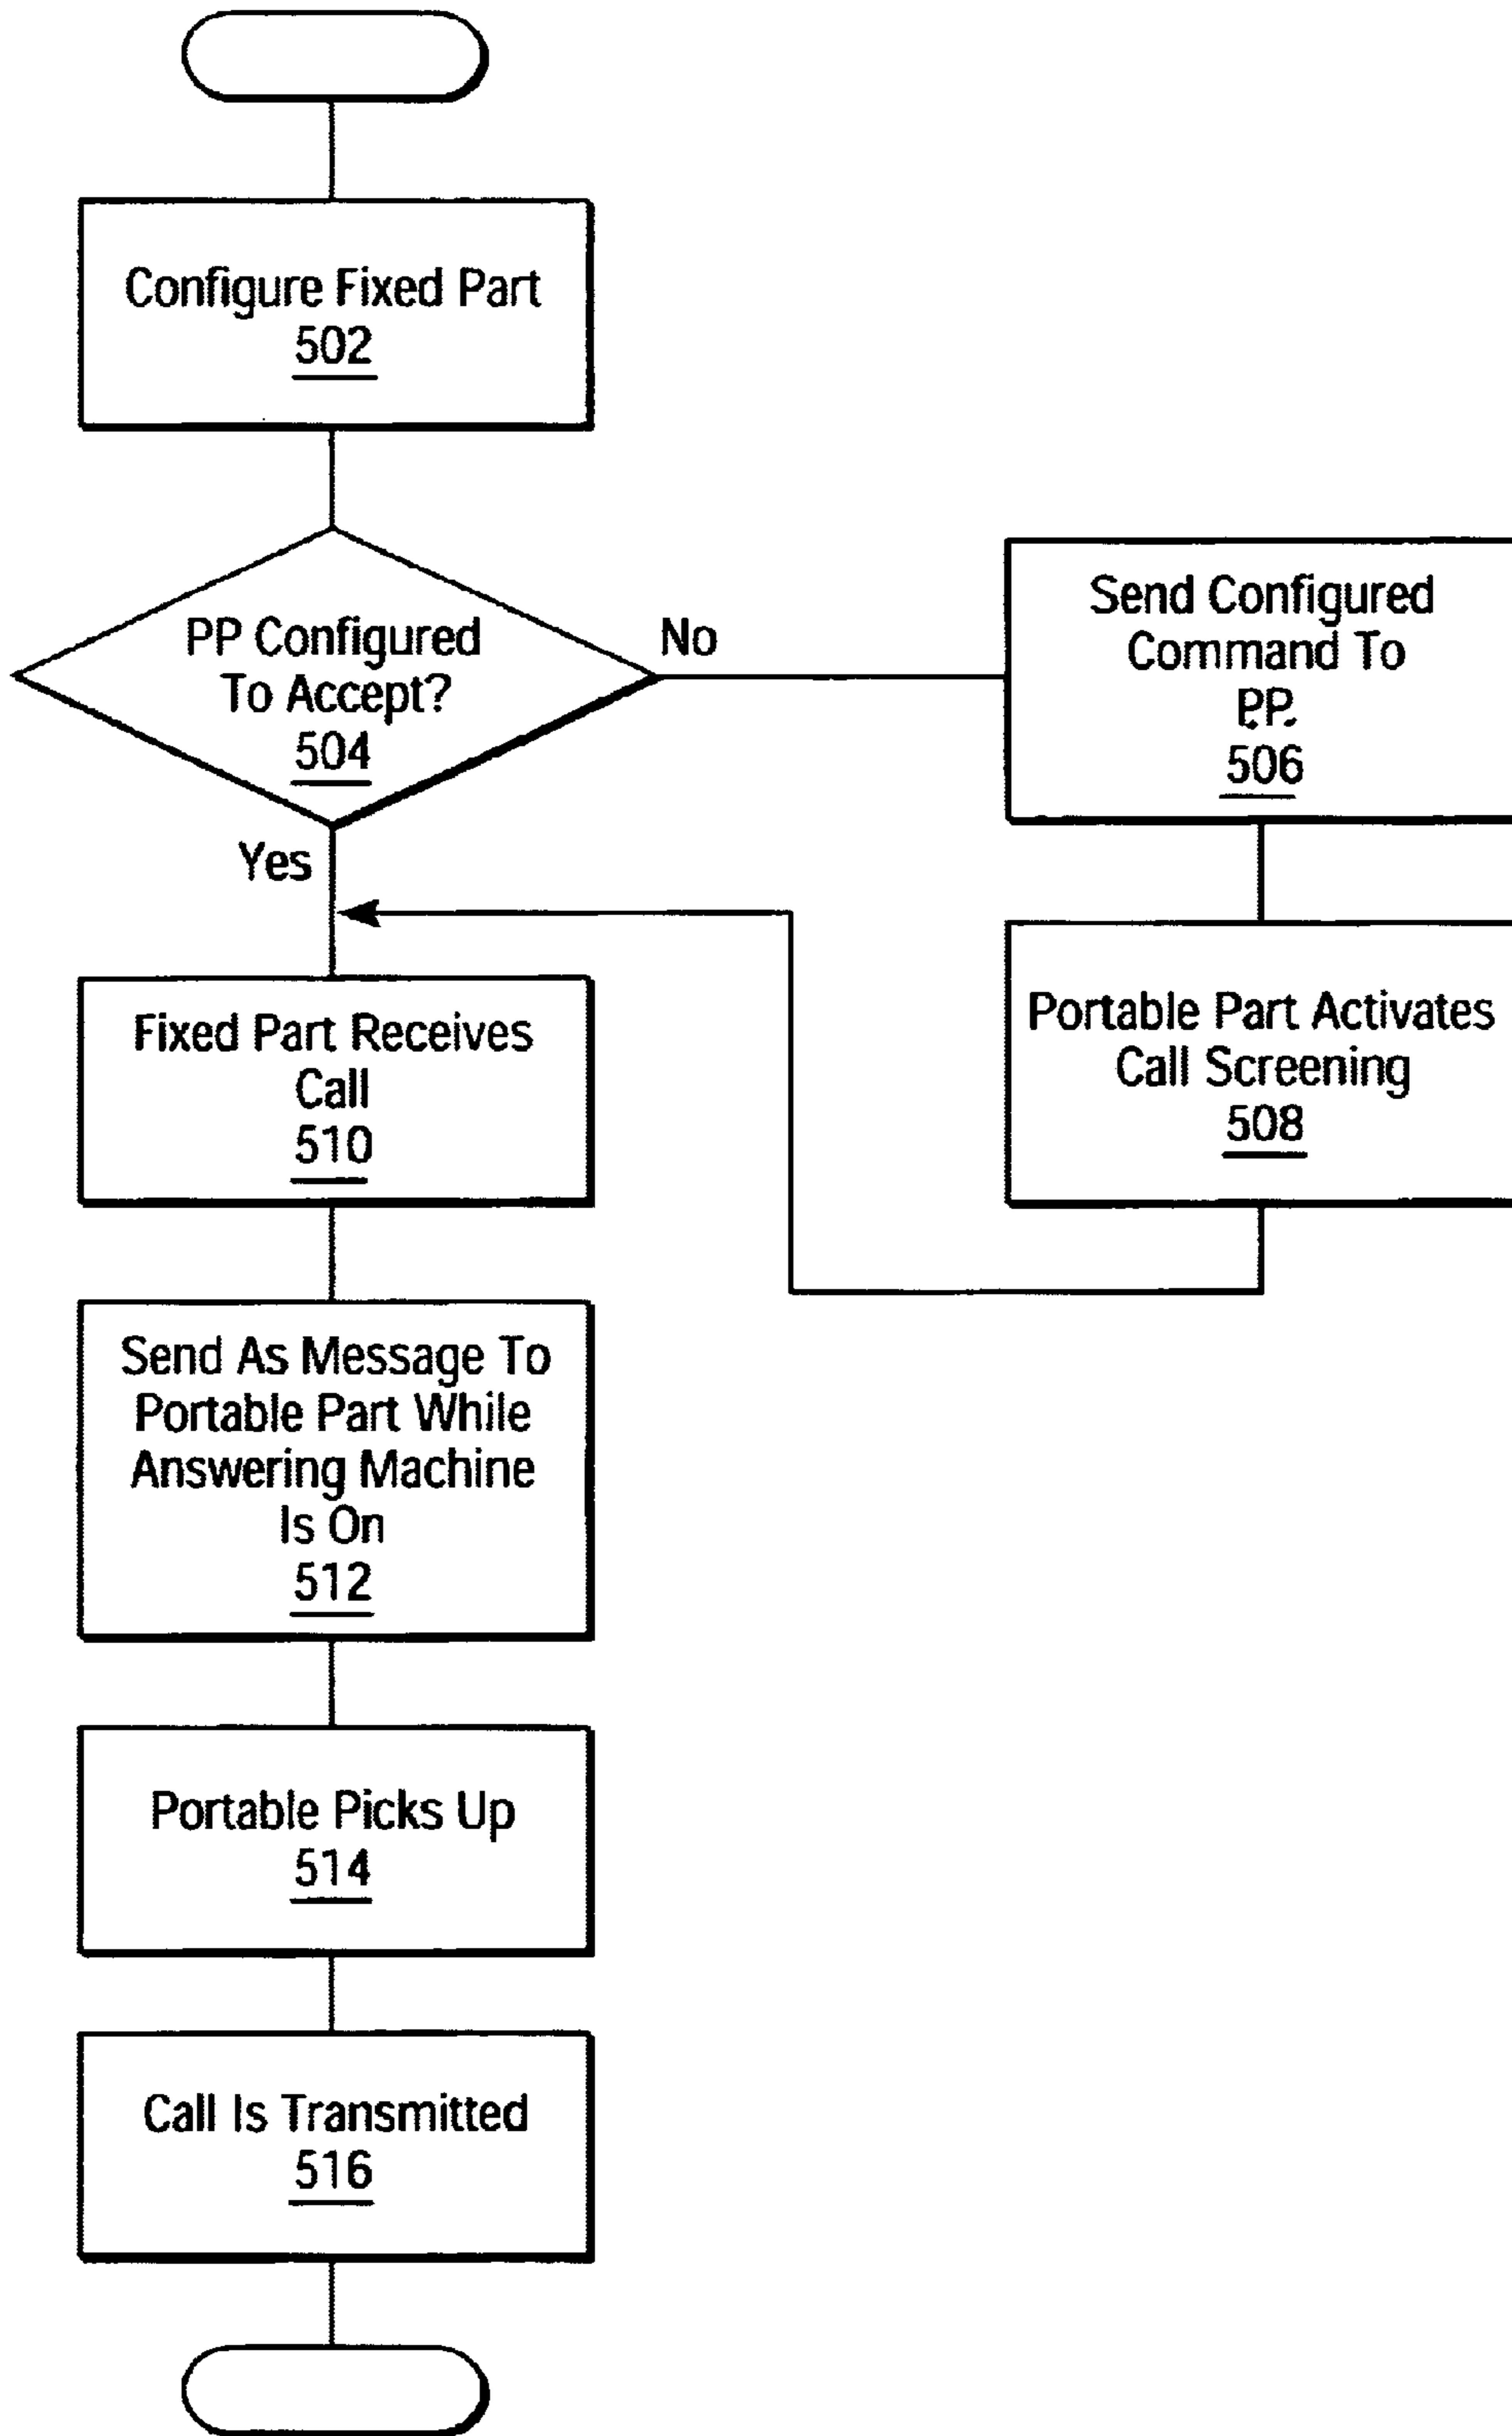 Configure Fixed Part
502
PP Configured
To Accept?
504
No
Yes
Send Configured
Command To
P.P.
506
Portable Part Activates
Call Screening
508
Fixed Part Receives
Call
510
Send As Message To
Portable Part While
Answering Machine
Is On
512
Portable Picks Up
514
Call Is Transmitted
516